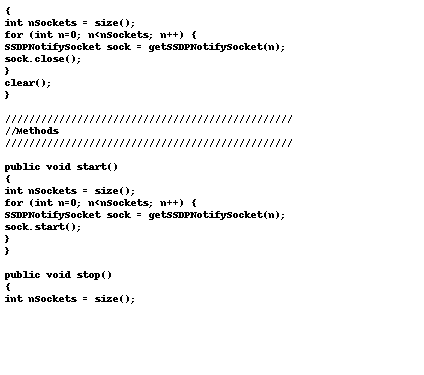 {
int nSockets = size();
for (int n=0; n<nSockets; n++) {
SSDPNotifySocket sock = getSSDPNotifySocket(n);
sock.close();
}
clear();
}
////////////////////////////////////////////////
//Methods
////////////////////////////////////////////////
public void start()
{
int nSockets = size();
for (int n=0; n<nSockets; n++) {
SSDPNotifySocket sock = getSSDPNotifySocket(n);
sock.start();
}
}
public void stop()
{
int nSockets = size();